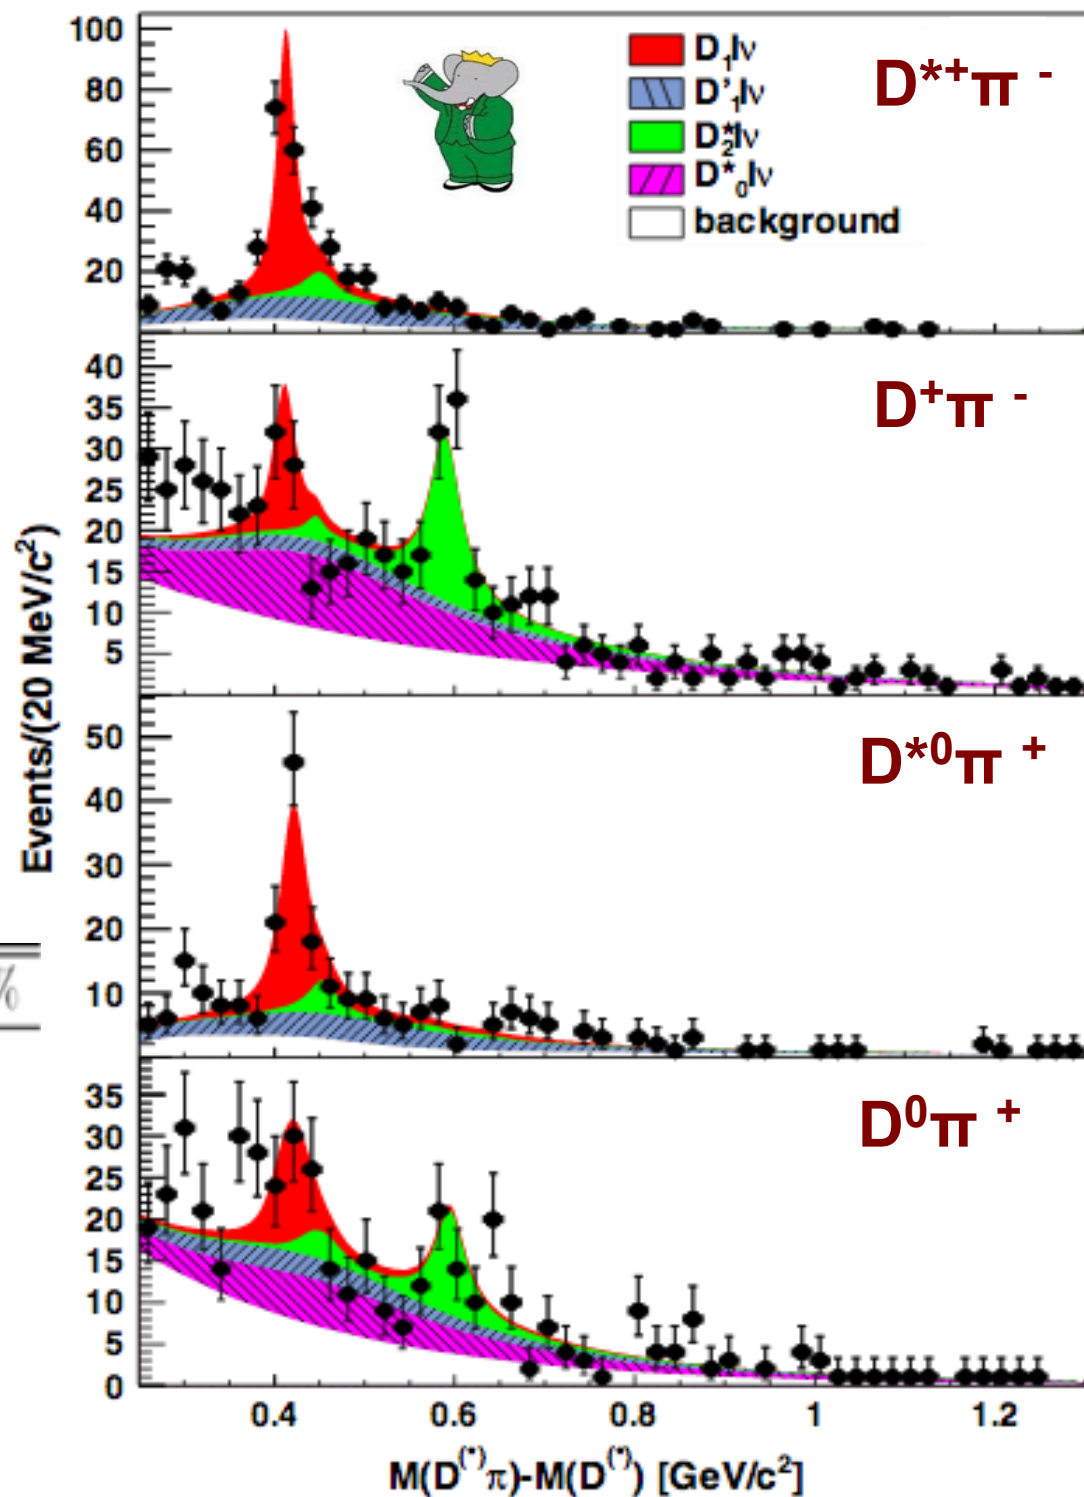 100
80
60
40
20
D₁lν
D'₁lν
D*₂lν
D*₀lν
background
D*⁺π ⁻
40
35
30
25
20
15
10
5
D⁺π ⁻
50
40
30
20
10
D*⁰π ⁺
35
30
25
20
15
10
5
0
D⁰π ⁺
%
Events/(20 MeV/c²)
0.4 0.6 0.8 1 1.2
M(D⁽*⁾π)-M(D⁽*⁾) [GeV/c²]